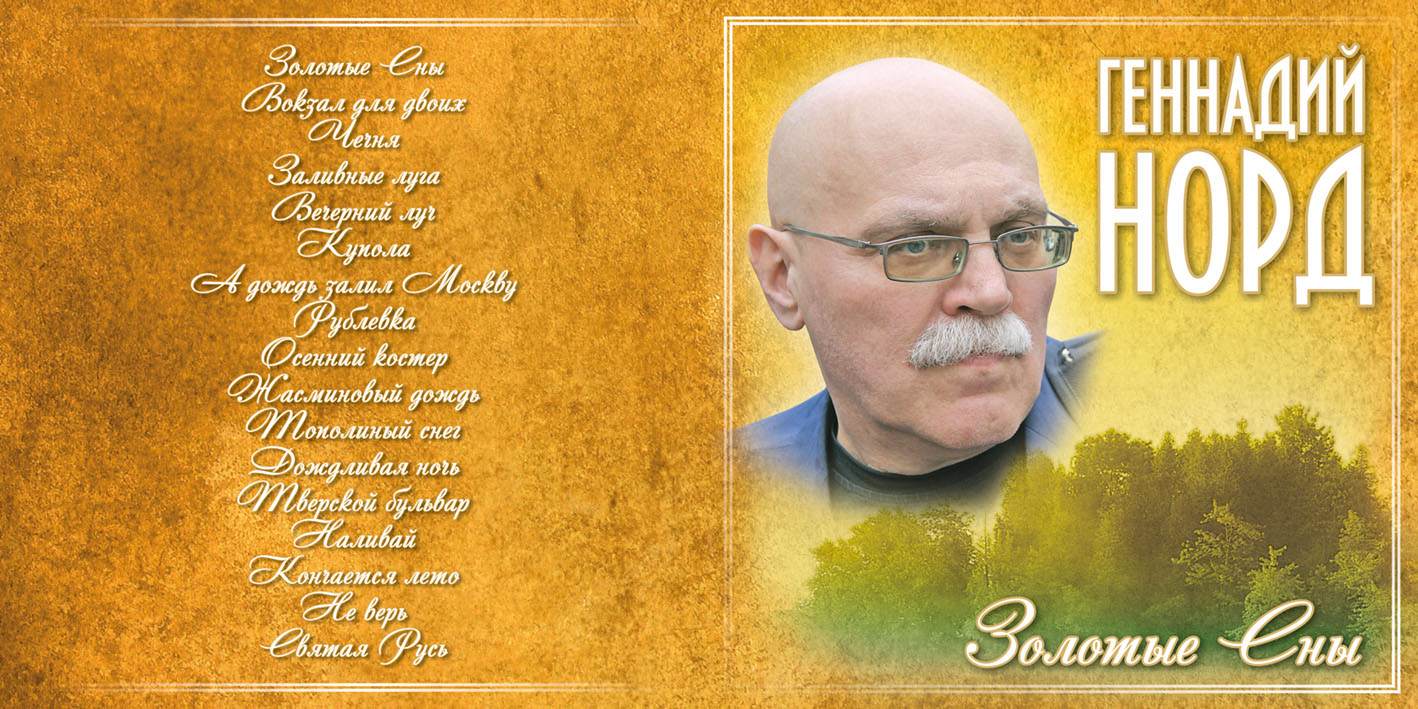 Золотые Сны
Вокзал для двоих
Чечня
Заливные луга
Вечерний луч
Купола
А дождь залил Москву
Рублевка
Осенний костер
Жасминовый дождь
Тополиный снег
Дождливая ночь
Тверской бульвар
Наливай
Кончается лето
Не верь
Святая Русь
ГЕННАДИЙ
НОРД
Золотые Сны